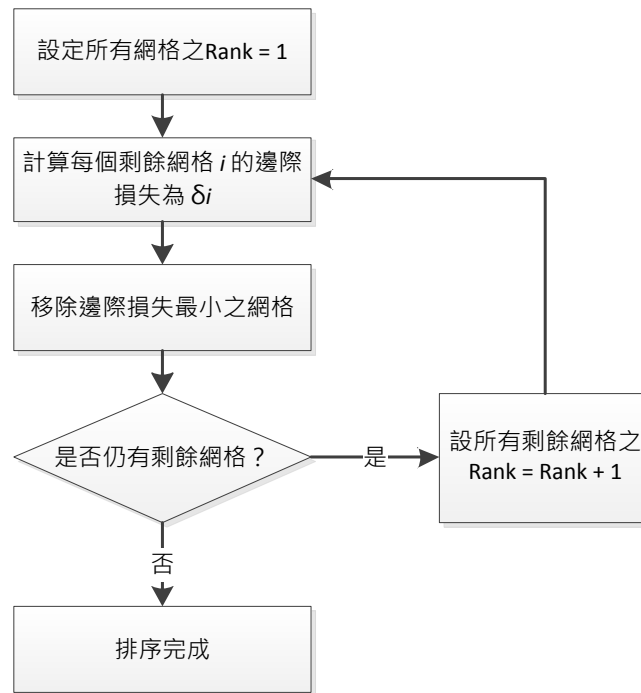 設定所有網格之Rank = 1
計算每個剩餘網格 i 的邊際
損失為 δi
移除邊際損失最小之網格
是否仍有剩餘網格？
是
設所有剩餘網格之
Rank = Rank + 1
否
排序完成